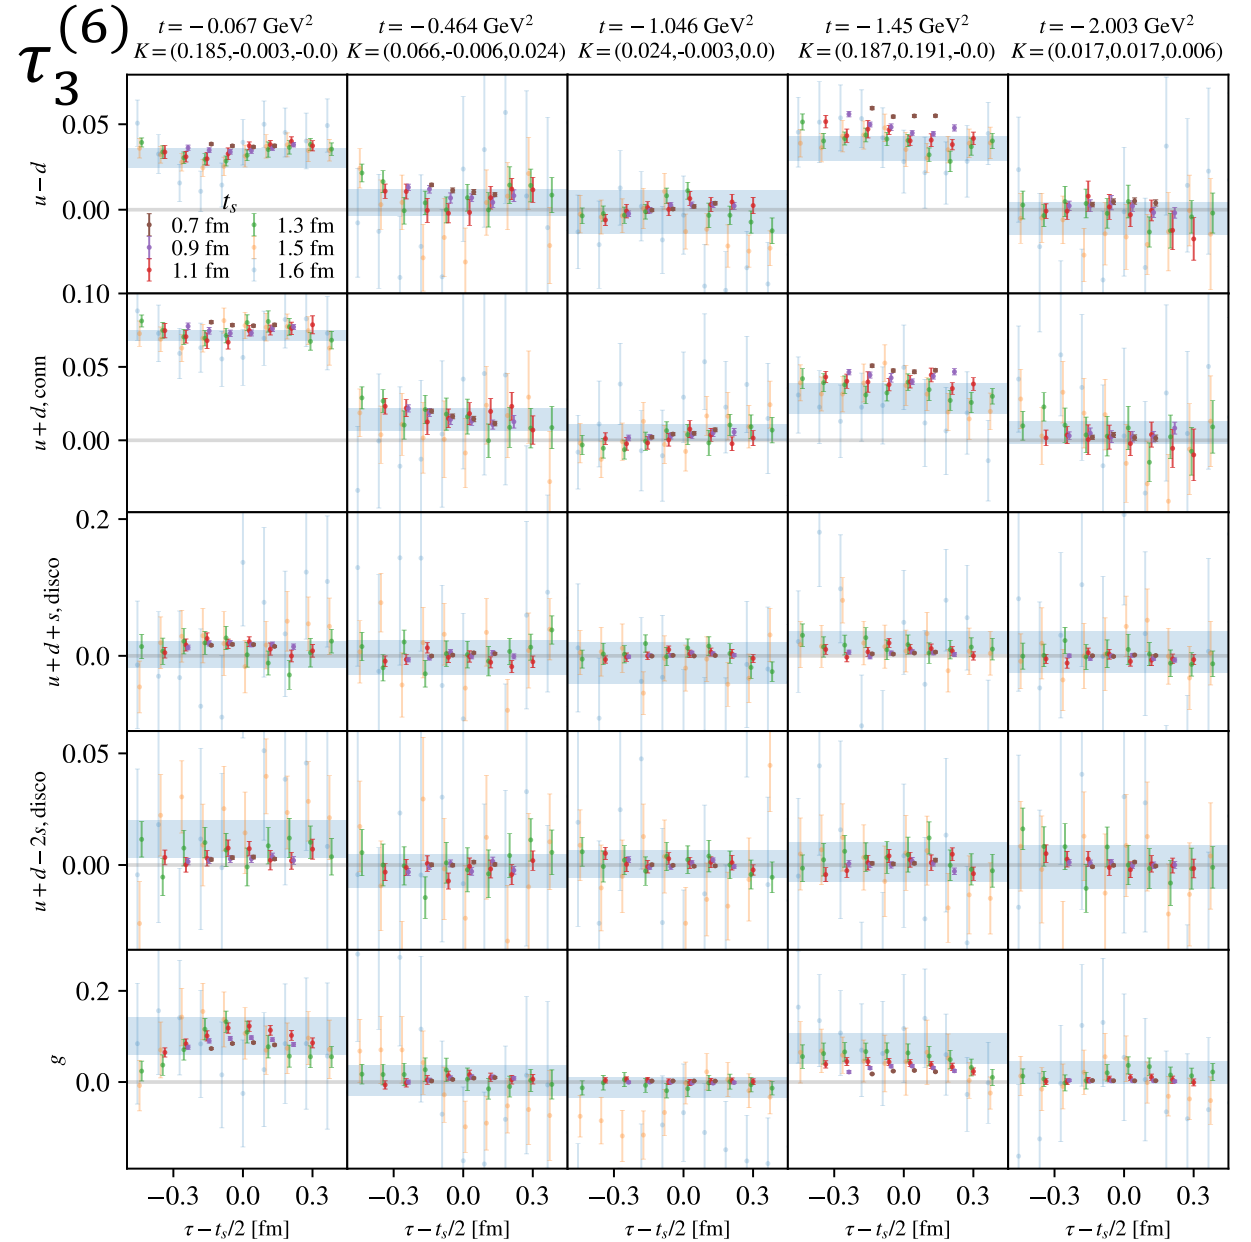 τ₃⁽⁶⁾
t = −0.067 GeV² t = −0.464 GeV² t = −1.046 GeV² t = −1.45 GeV² t = −2.003 GeV²
K = (0.185,-0.003,-0.0) K = (0.066,-0.006,0.024) K = (0.024,-0.003,0.0) K = (0.187,0.191,-0.0) K = (0.017,0.017,0.006)
0.05
u − d
0.00
tₛ
0.7 fm 1.3 fm
0.9 fm 1.5 fm
1.1 fm 1.6 fm
0.10
0.05
u + d, conn
0.00
0.2
u + d + s, disco
0.0
0.05
u + d − 2s, disco
0.00
0.2
g
0.0
−0.3 0.0 0.3 −0.3 0.0 0.3 −0.3 0.0 0.3 −0.3 0.0 0.3 −0.3 0.0 0.3
τ − tₛ/2 [fm] τ − tₛ/2 [fm] τ − tₛ/2 [fm] τ − tₛ/2 [fm] τ − tₛ/2 [fm]